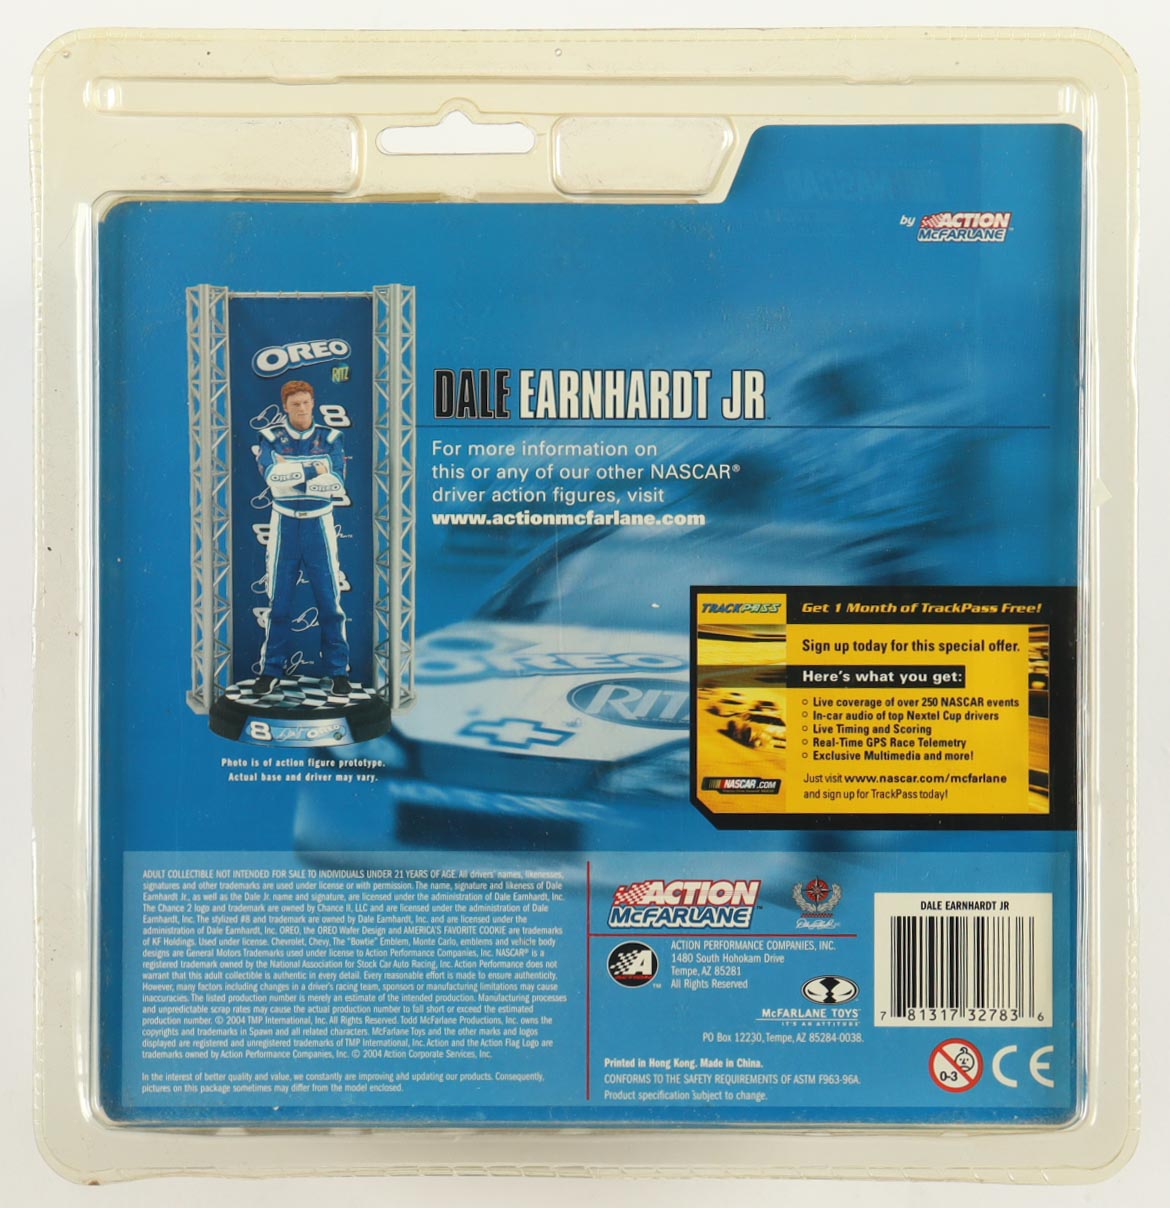 by ACTION
McFARLANE™
OREO
RITZ
8
OREO
OREO
8
OREO
DALE EARNHARDT JR™
For more information on
this or any of our other NASCAR®
driver action figures, visit
www.actionmcfarlane.com
Photo is of action figure prototype.
Actual base and driver may vary.
OREO
RITZ
TRACKPASS
Get 1 Month of TrackPass Free!
Sign up today for this special offer.
Here's what you get:
○ Live coverage of over 250 NASCAR events
○ In-car audio of top Nextel Cup drivers
○ Live Timing and Scoring
○ Real-Time GPS Race Telemetry
○ Exclusive Multimedia and more!
Just visit www.nascar.com/mcfarlane
and sign up for TrackPass today!
NASCAR.COM
ADULT COLLECTIBLE NOT INTENDED FOR SALE TO INDIVIDUALS UNDER 21 YEARS OF AGE. All drivers' names, likenesses,
signatures and other trademarks are used under license or with permission. The name, signature and likeness of Dale
Earnhardt Jr., as well as the Dale Jr. name and signature, are licensed under the administration of Dale Earnhardt, Inc.
The Chance 2 logo and trademark are owned by Chance II, LLC and are licensed under the administration of Dale
Earnhardt, Inc. The stylized #8 and trademark are owned by Dale Earnhardt, Inc. and are licensed under the
administration of Dale Earnhardt, Inc. OREO, the OREO Wafer Design and AMERICA'S FAVORITE COOKIE are trademarks
of KF Holdings. Used under license. Chevrolet, Chevy, The "Bowtie" Emblem, Monte Carlo, emblems and vehicle body
designs are General Motors Trademarks used under license to Action Performance Companies, Inc. NASCAR® is a
registered trademark owned by the National Association for Stock Car Auto Racing, Inc. Action Performance does not
warrant that this adult collectible is authentic in every detail. Every reasonable effort is made to ensure authenticity.
However, many factors including changes in a driver's racing team, sponsors or manufacturing limitations may cause
inaccuracies. The listed production number is merely an estimate of the intended production. Manufacturing processes
and unpredictable scrap rates may cause the actual production number to fall short or exceed the estimated
production number. © 2004 TMP International, Inc. All Rights Reserved. Todd McFarlane Productions, Inc. owns the
copyrights and trademarks in Spawn and all related characters. McFarlane Toys and the other marks and logos
displayed are registered and unregistered trademarks of TMP International, Inc. Action and the Action Flag Logo are
trademarks owned by Action Performance Companies, Inc. © 2004 Action Corporate Services, Inc.
In the interest of better quality and value, we constantly are improving ahd updating our products. Consequently,
pictures on this package sometimes may differ from the model enclosed.
ACTION
McFARLANE™
ACTION PERFORMANCE COMPANIES, INC.
1480 South Hohokam Drive
Tempe, AZ 85281
All Rights Reserved
McFARLANE TOYS
IT'S AN ATTITUDE
PO Box 12230, Tempe, AZ 85284-0038.
Printed in Hong Kong. Made in China.
CONFORMS TO THE SAFETY REQUIREMENTS OF ASTM F963-96A.
Product specification subject to change.
DALE EARNHARDT JR
7 81317 32783 6
0-3
CE